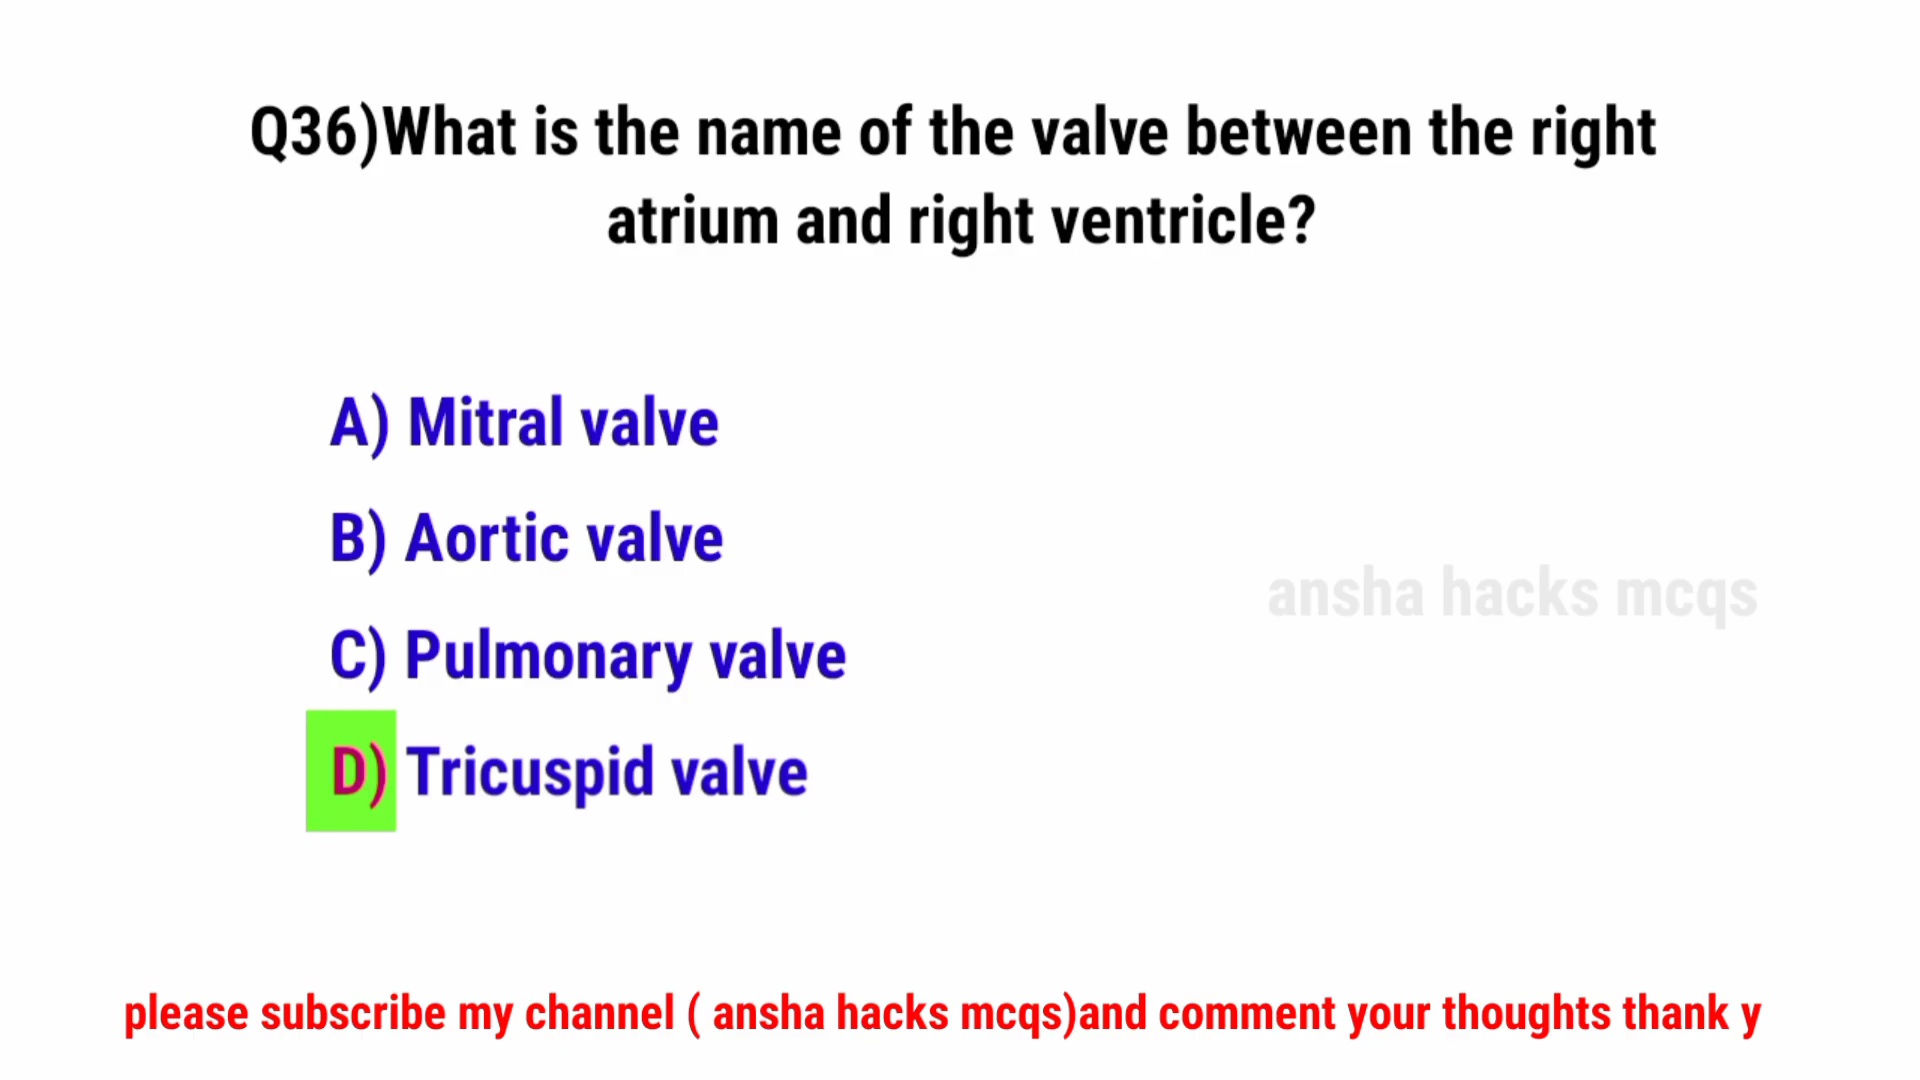 Q36)What is the name of the valve between the right
atrium and right ventricle?
A) Mitral valve
B) Aortic valve
ansha hacks mcqs
C) Pulmonary valve
D) Tricuspid valve
please subscribe my channel ( ansha hacks mcqs)and comment your thoughts thank y